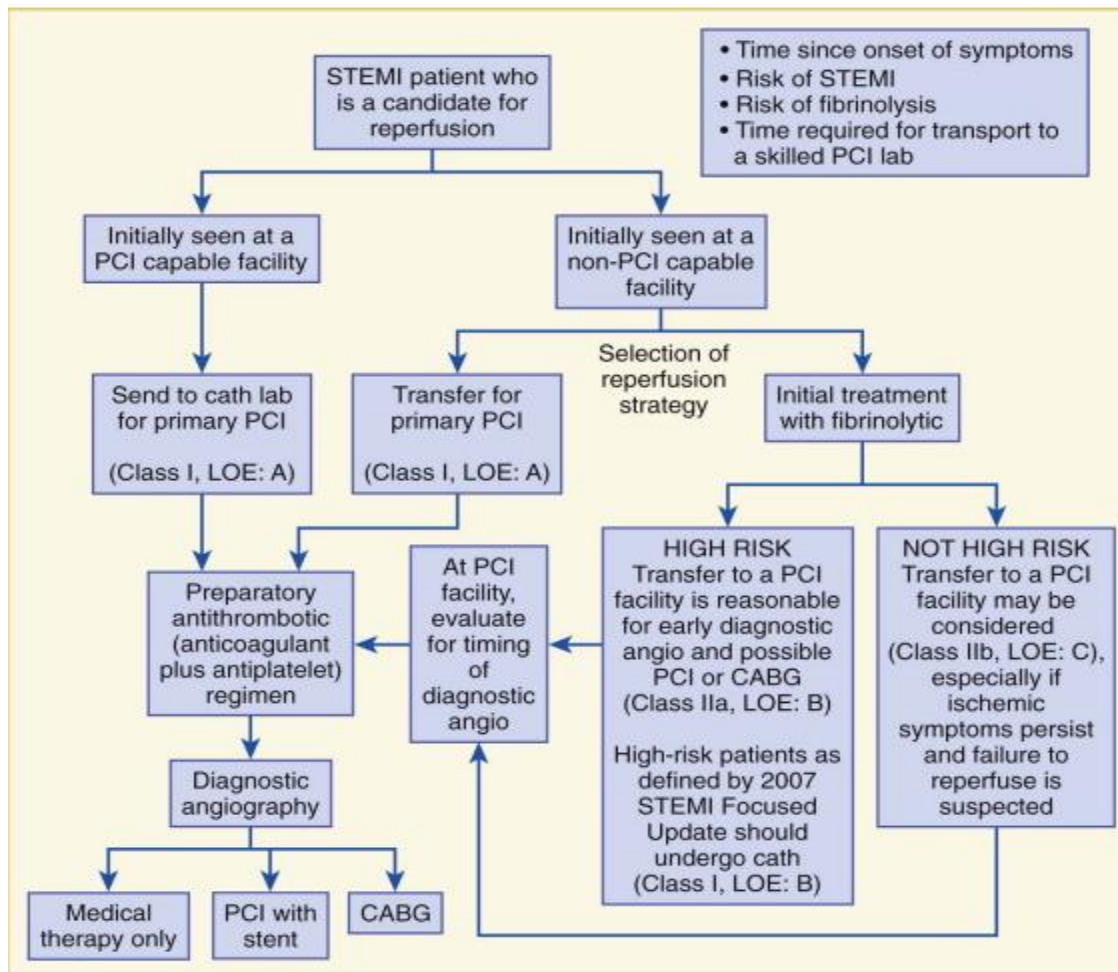 STEMI patient who
is a candidate for
reperfusion
• Time since onset of symptoms
• Risk of STEMI
• Risk of fibrinolysis
• Time required for transport to
a skilled PCI lab
Initially seen at a
PCI capable facility
Initially seen at a
non-PCI capable
facility
Selection of
reperfusion
strategy
Send to cath lab
for primary PCI
(Class I, LOE: A)
Transfer for
primary PCI
(Class I, LOE: A)
Initial treatment
with fibrinolytic
Preparatory
antithrombotic
(anticoagulant
plus antiplatelet)
regimen
At PCI
facility,
evaluate
for timing
of
diagnostic
angio
HIGH RISK
Transfer to a PCI
facility is reasonable
for early diagnostic
angio and possible
PCI or CABG
(Class IIa, LOE: B)
High-risk patients as
defined by 2007
STEMI Focused
Update should
undergo cath
(Class I, LOE: B)
NOT HIGH RISK
Transfer to a PCI
facility may be
considered
(Class IIb, LOE: C),
especially if
ischemic
symptoms persist
and failure to
reperfuse is
suspected
Diagnostic
angiography
Medical
therapy only
PCI with
stent
CABG